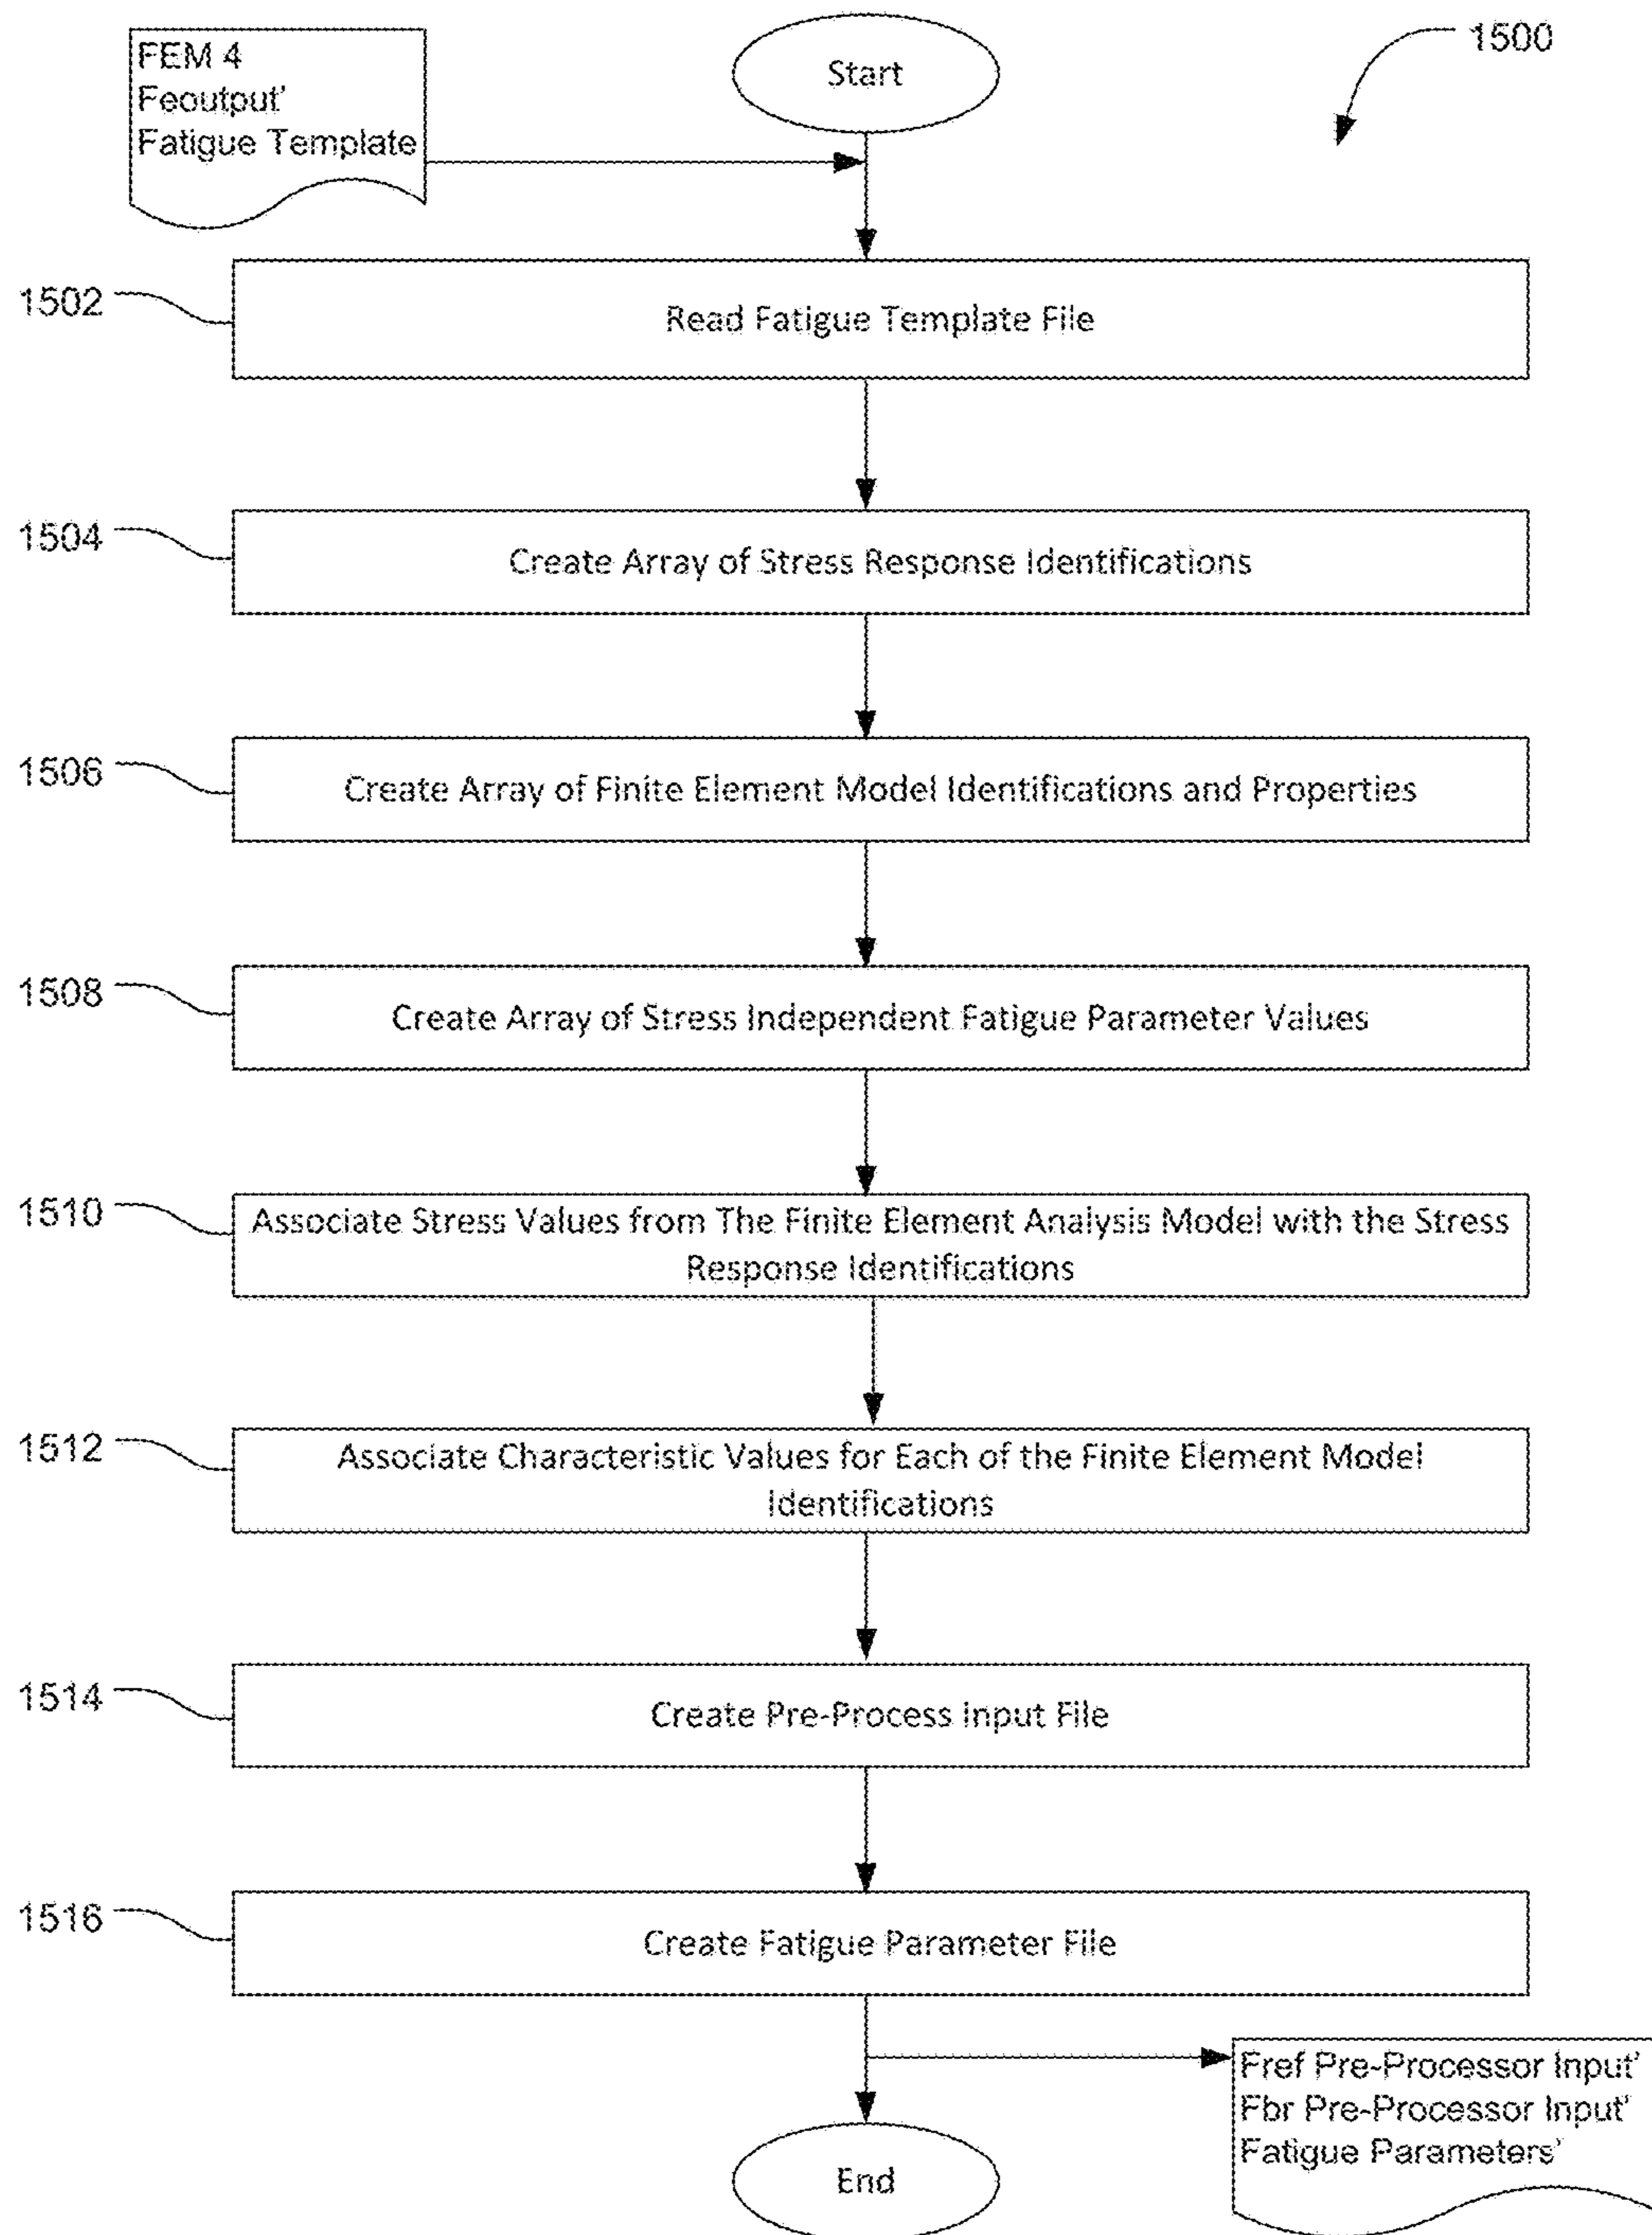 FEM 4
Feoutput'
Fatigue Template
Start
1500
1502
Read Fatigue Template File
1504
Create Array of Stress Response Identifications
1506
Create Array of Finite Element Model Identifications and Properties
1508
Create Array of Stress Independent Fatigue Parameter Values
1510
Associate Stress Values from The Finite Element Analysis Model with the Stress
Response Identifications
1512
Associate Characteristic Values for Each of the Finite Element Model
Identifications
1514
Create Pre-Process Input File
1516
Create Fatigue Parameter File
Fref Pre-Processor Input'
Fbr Pre-Processor Input'
Fatigue Parameters'
End